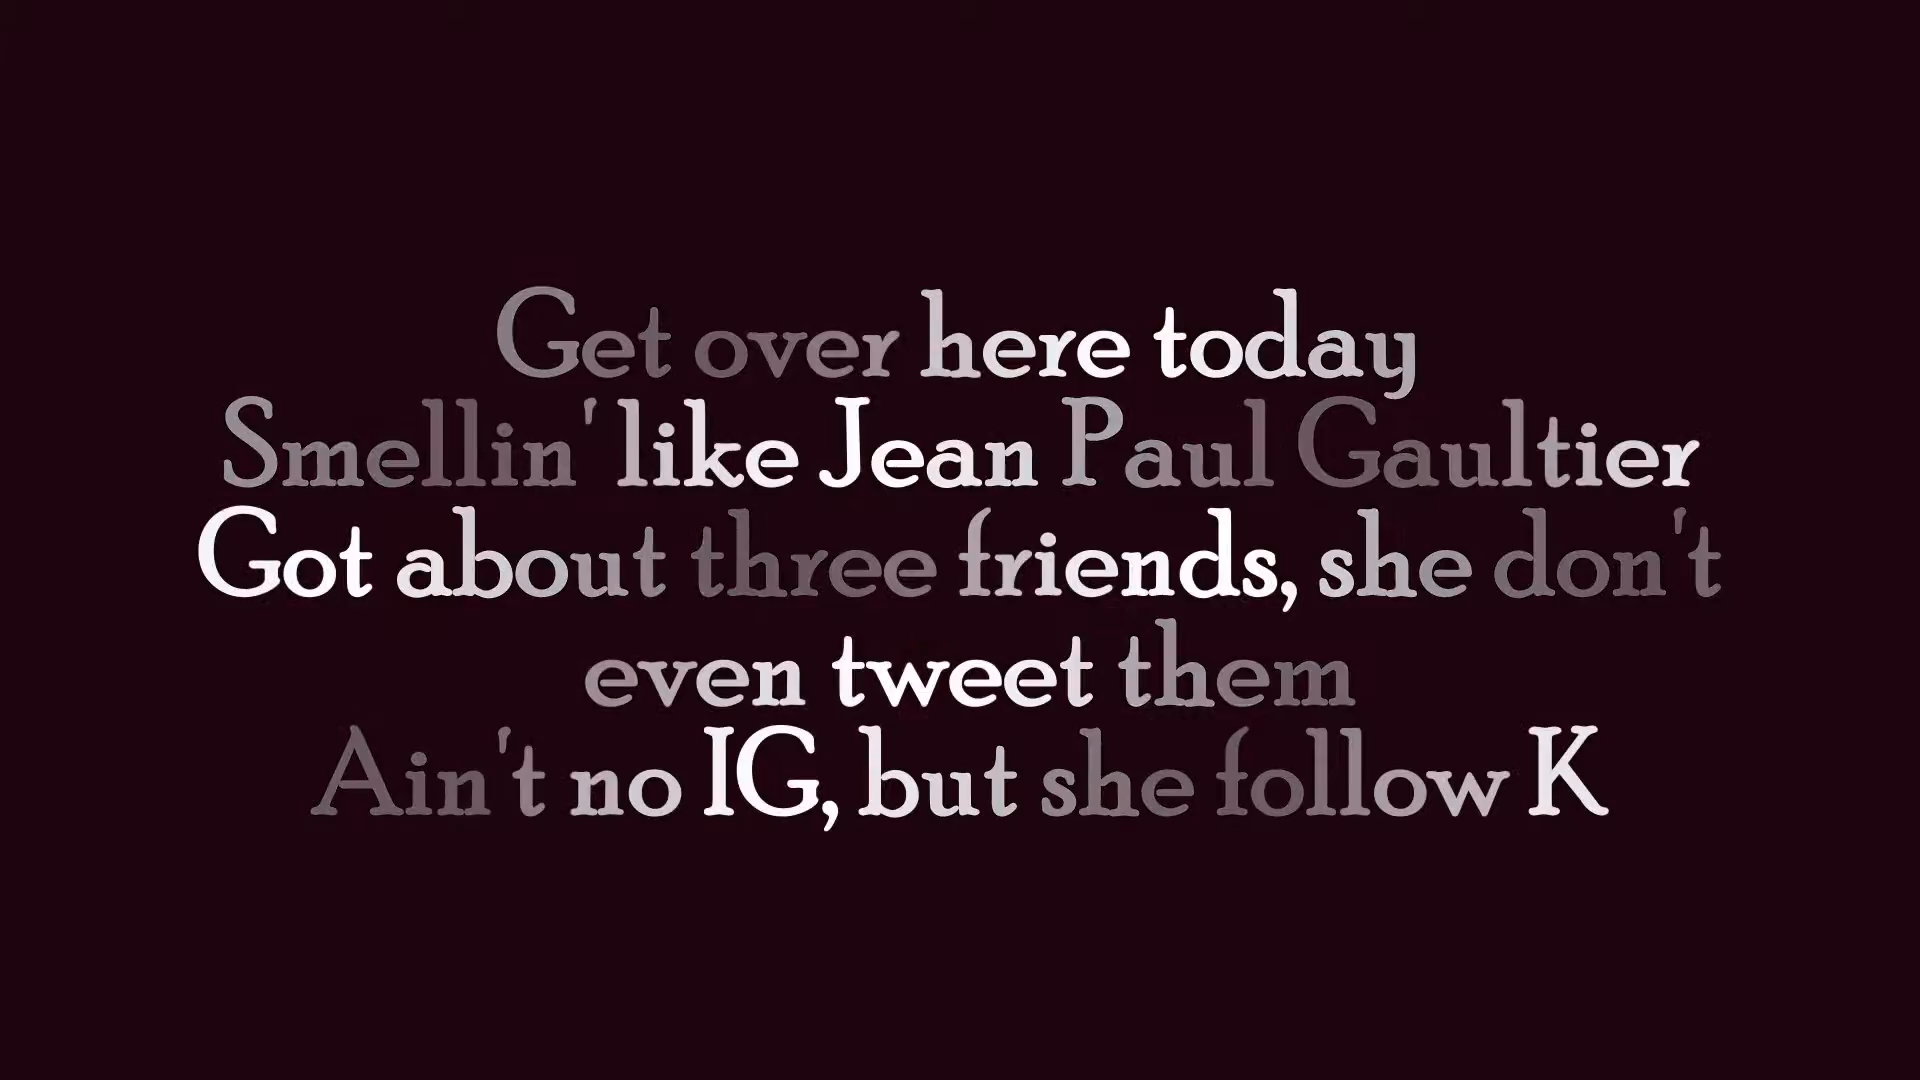 Get over here today
Smellin' like Jean Paul Gaultier
Got about three friends, she don't
even tweet them
Ain't no IG, but she follow K